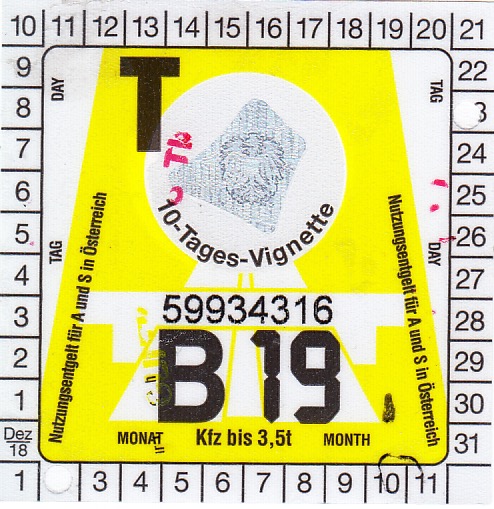 10 11 12 13 14 15 16 17 18 19 20 21
9
8
7
6
5
4
3
2
1
Dez
18
DAY
TAG
T
TAG
DAY
22
3
24
25
26
27
28
29
30
31
10-Tages-Vignette
Nutzungsentgelt für A und S in Österreich
Nutzungsentgelt für A und S in Österreich
59934316
B 19
MONAT Kfz bis 3,5t MONTH
1 3 4 5 6 7 8 9 10 11